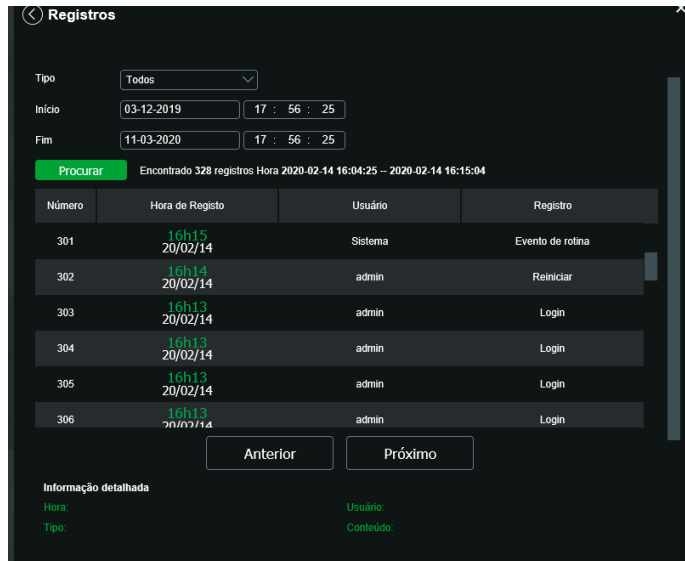 Registros
Tipo Todos
Início 03-12-2019 17 : 56 : 25
Fim 11-03-2020 17 : 56 : 25
Procurar Encontrado 328 registros Hora 2020-02-14 16:04:25 -- 2020-02-14 16:15:04
Número Hora de Registo Usuário Registro
301 16h15 20/02/14 Sistema Evento de rotina
302 16h14 20/02/14 admin Reiniciar
303 16h13 20/02/14 admin Login
304 16h13 20/02/14 admin Login
305 16h13 20/02/14 admin Login
306 16h13 20/02/14 admin Login
Anterior Próximo
Informação detalhada
Hora: Usuário:
Tipo: Conteúdo: